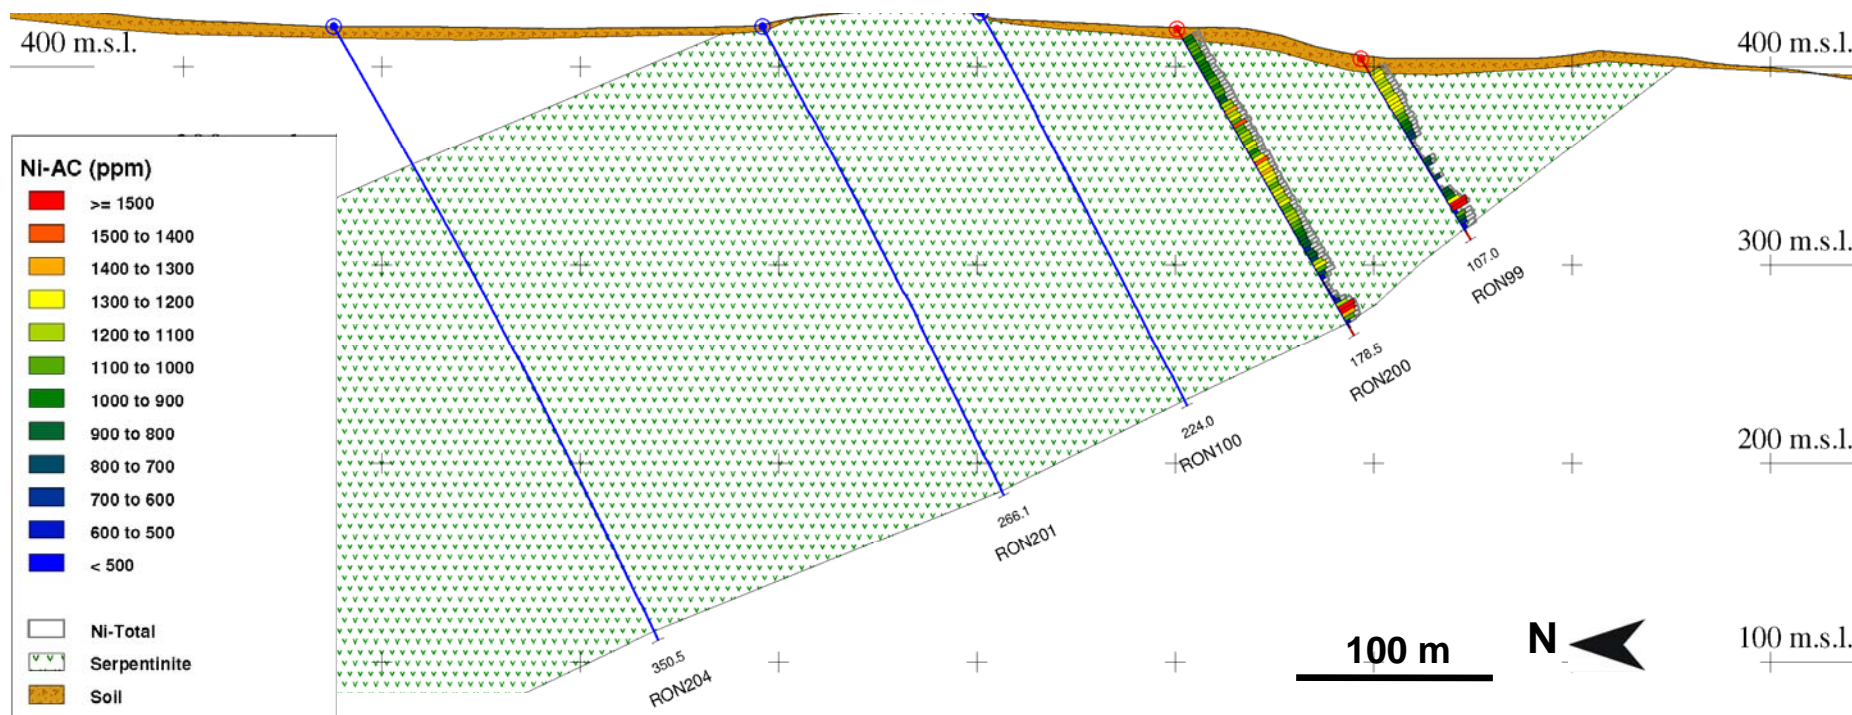 400 m.s.l.
400 m.s.l.
Ni-AC (ppm)
>= 1500
1500 to 1400
1400 to 1300
1300 to 1200
1200 to 1100
1100 to 1000
1000 to 900
900 to 800
800 to 700
700 to 600
600 to 500
< 500
Ni-Total
Serpentinite
Soil
300 m.s.l.
107.0
RON99
178.5
RON200
224.0
RON100
200 m.s.l.
266.1
RON201
350.5
RON204
100 m
N
100 m.s.l.